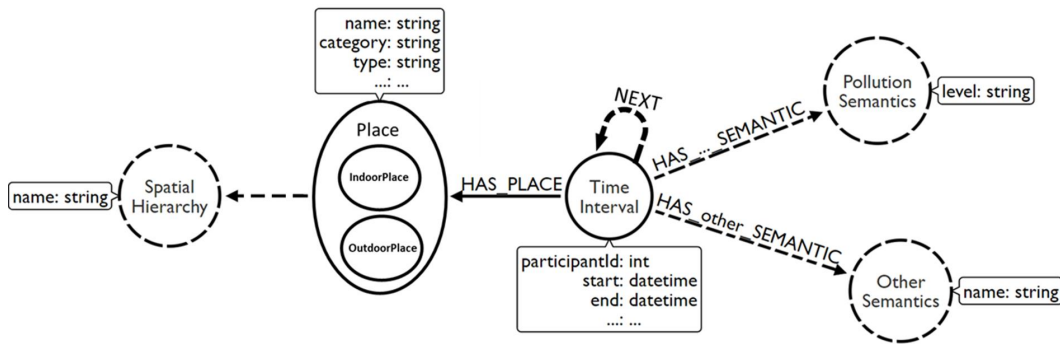 name: string
category: string
type: string
...: ...
Place
IndoorPlace
OutdoorPlace
name: string
Spatial
Hierarchy
HAS_PLACE
NEXT
Time
Interval
participantId: int
start: datetime
end: datetime
...: ...
HAS_..._SEMANTIC
Pollution
Semantics
level: string
HAS_other_SEMANTIC
Other
Semantics
name: string